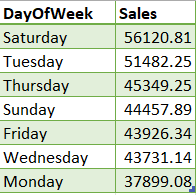 DayOfWeek Sales
Saturday 56120.81
Tuesday 51482.25
Thursday 45349.25
Sunday 44457.89
Friday 43926.34
Wednesday 43731.14
Monday 37899.08